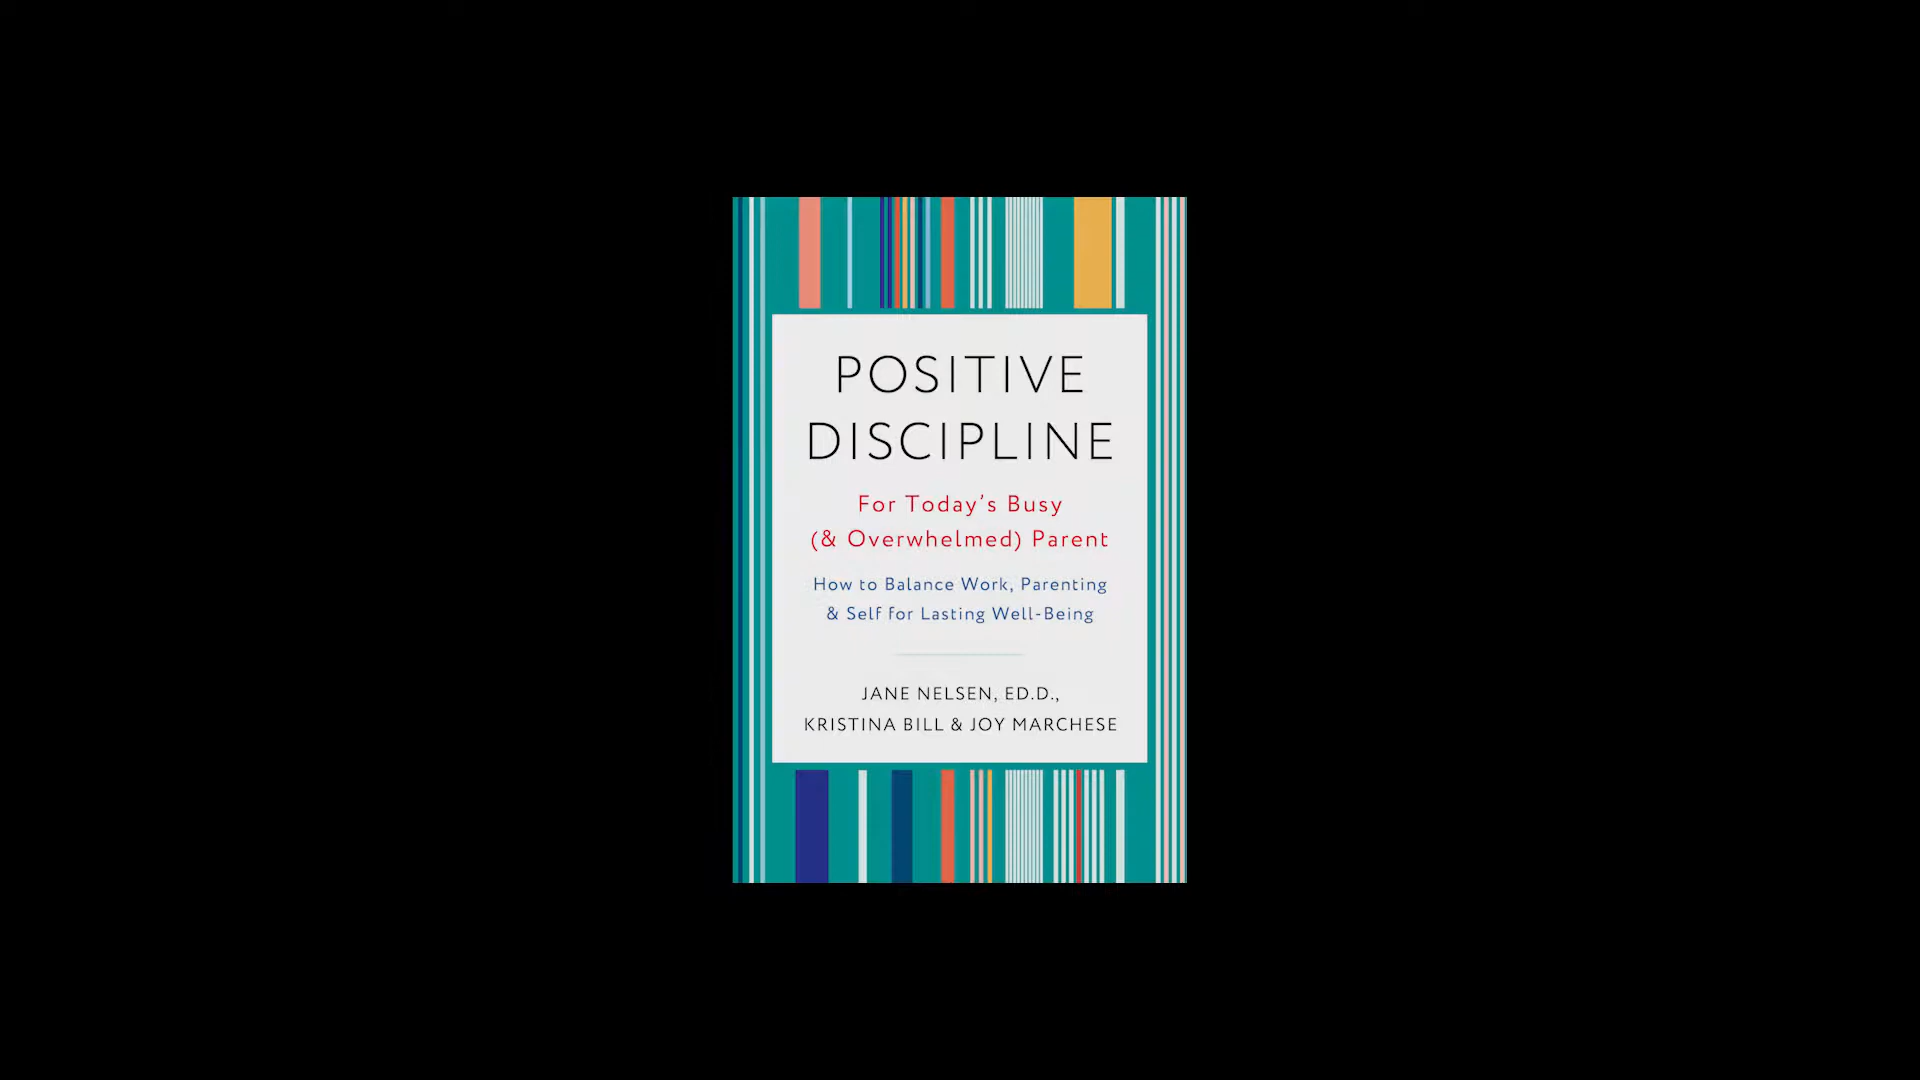 POSITIVE
DISCIPLINE
For Today’s Busy
(& Overwhelmed) Parent
How to Balance Work, Parenting
& Self for Lasting Well-Being
JANE NELSEN, ED.D.,
KRISTINA BILL & JOY MARCHESE